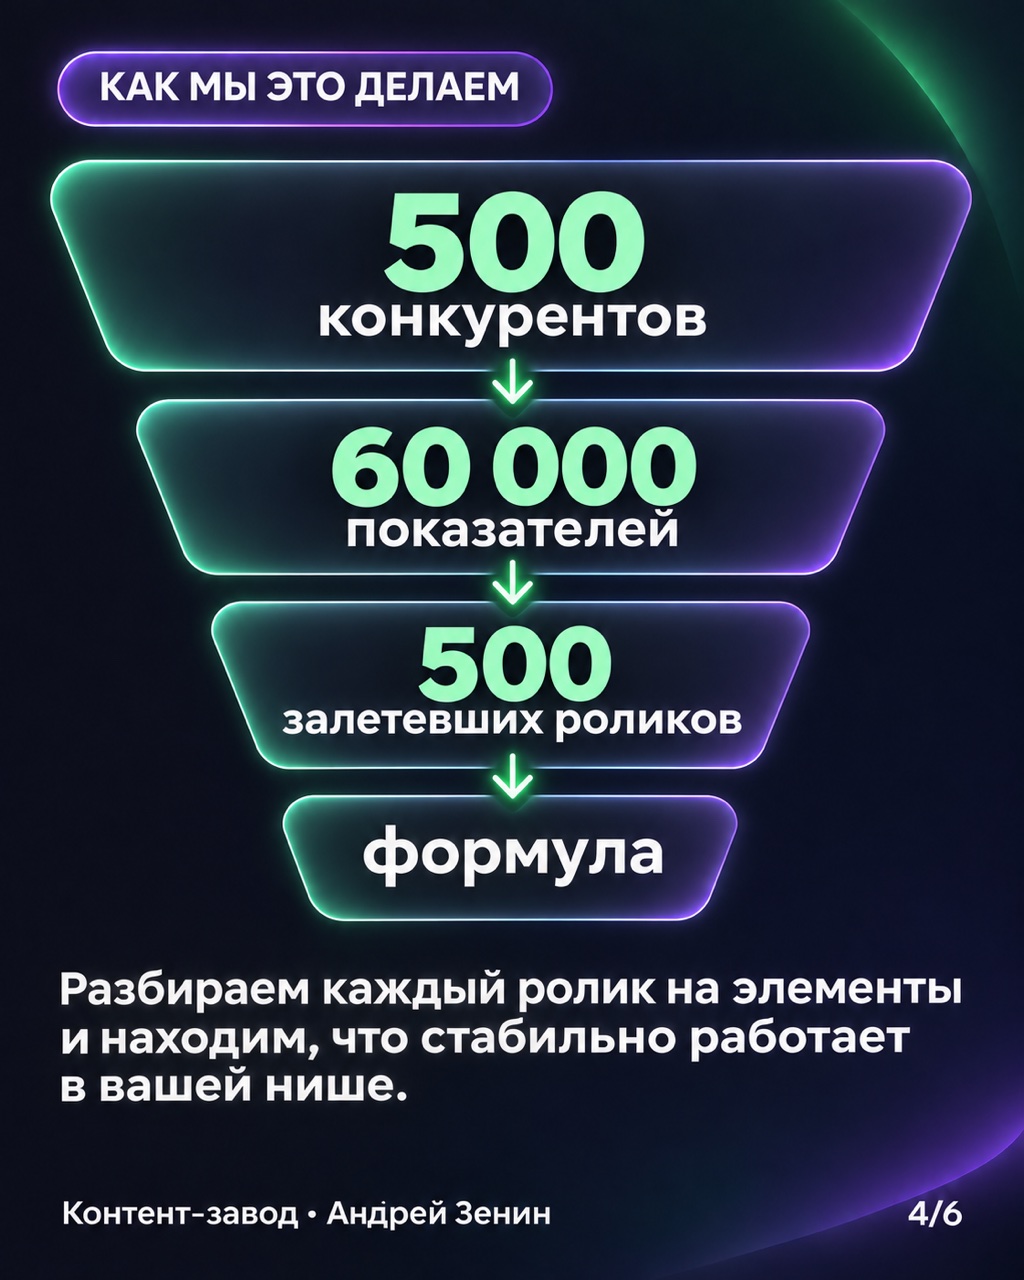 КАК МЫ ЭТО ДЕЛАЕМ
500
конкурентов
60 000
показателей
500
залетевших роликов
формула
Разбираем каждый ролик на элементы
и находим, что стабильно работает
в вашей нише.
Контент-завод • Андрей Зенин
4/6